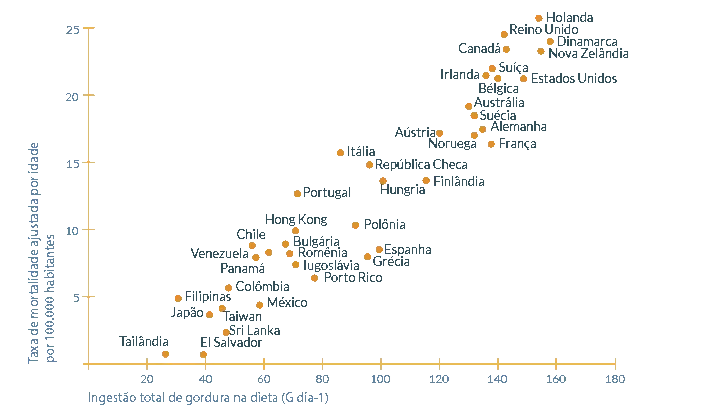 Taxa de mortalidade ajustada por idade
por 100.000 habitantes
25
20
15
10
5
Holanda
Reino Unido
Dinamarca
Canadá
Nova Zelândia
Suíça
Irlanda
Estados Unidos
Bélgica
Austrália
Suécia
Alemanha
Aústria
Noruega
França
Itália
República Checa
Hungria
Finlândia
Portugal
Hong Kong
Polônia
Chile
Bulgária
Venezuela
Romênia
Espanha
Grécia
Panamá
Iugoslávia
Porto Rico
Colômbia
Filipinas
México
Japão
Taiwan
Sri Lanka
Tailândia
El Salvador
20 40 60 80 100 120 140 160 180
Ingestão total de gordura na dieta (G día-1)